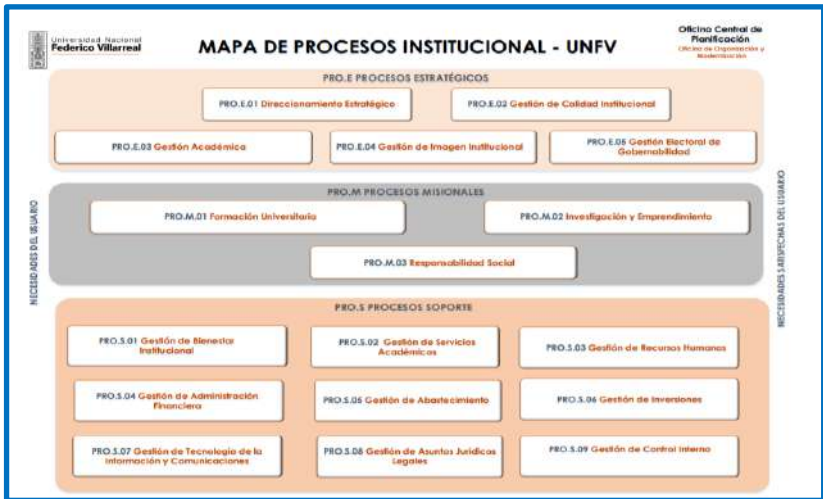 Universidad Nacional
Federico Villarreal
MAPA DE PROCESOS INSTITUCIONAL - UNFV
Oficina Central de
Planificación
Oficina de Organización y
Modernización
PRO.E PROCESOS ESTRATÉGICOS
PRO.E.01 Direccionamiento Estratégico
PRO.E.02 Gestión de Calidad Institucional
PRO.E.03 Gestión Académica
PRO.E.04 Gestión de Imagen Institucional
PRO.E.05 Gestión Electoral de
Gobernabilidad
NECESIDADES DEL USUARIO
PRO.M PROCESOS MISIONALES
PRO.M.01 Formación Universitaria
PRO.M.02 Investigación y Emprendimiento
PRO.M.03 Responsabilidad Social
NECESIDADES SATISFECHAS DEL USUARIO
PRO.S PROCESOS SOPORTE
PRO.S.01 Gestión de Bienestar
Institucional
PRO.S.02 Gestión de Servicios
Académicos
PRO.S.03 Gestión de Recursos Humanos
PRO.S.04 Gestión de Administración
Financiera
PRO.S.05 Gestión de Abastecimiento
PRO.S.06 Gestión de Inversiones
PRO.S.07 Gestión de Tecnología de la
Información y Comunicaciones
PRO.S.08 Gestión de Asuntos Jurídicos
Legales
PRO.S.09 Gestión de Control Interno